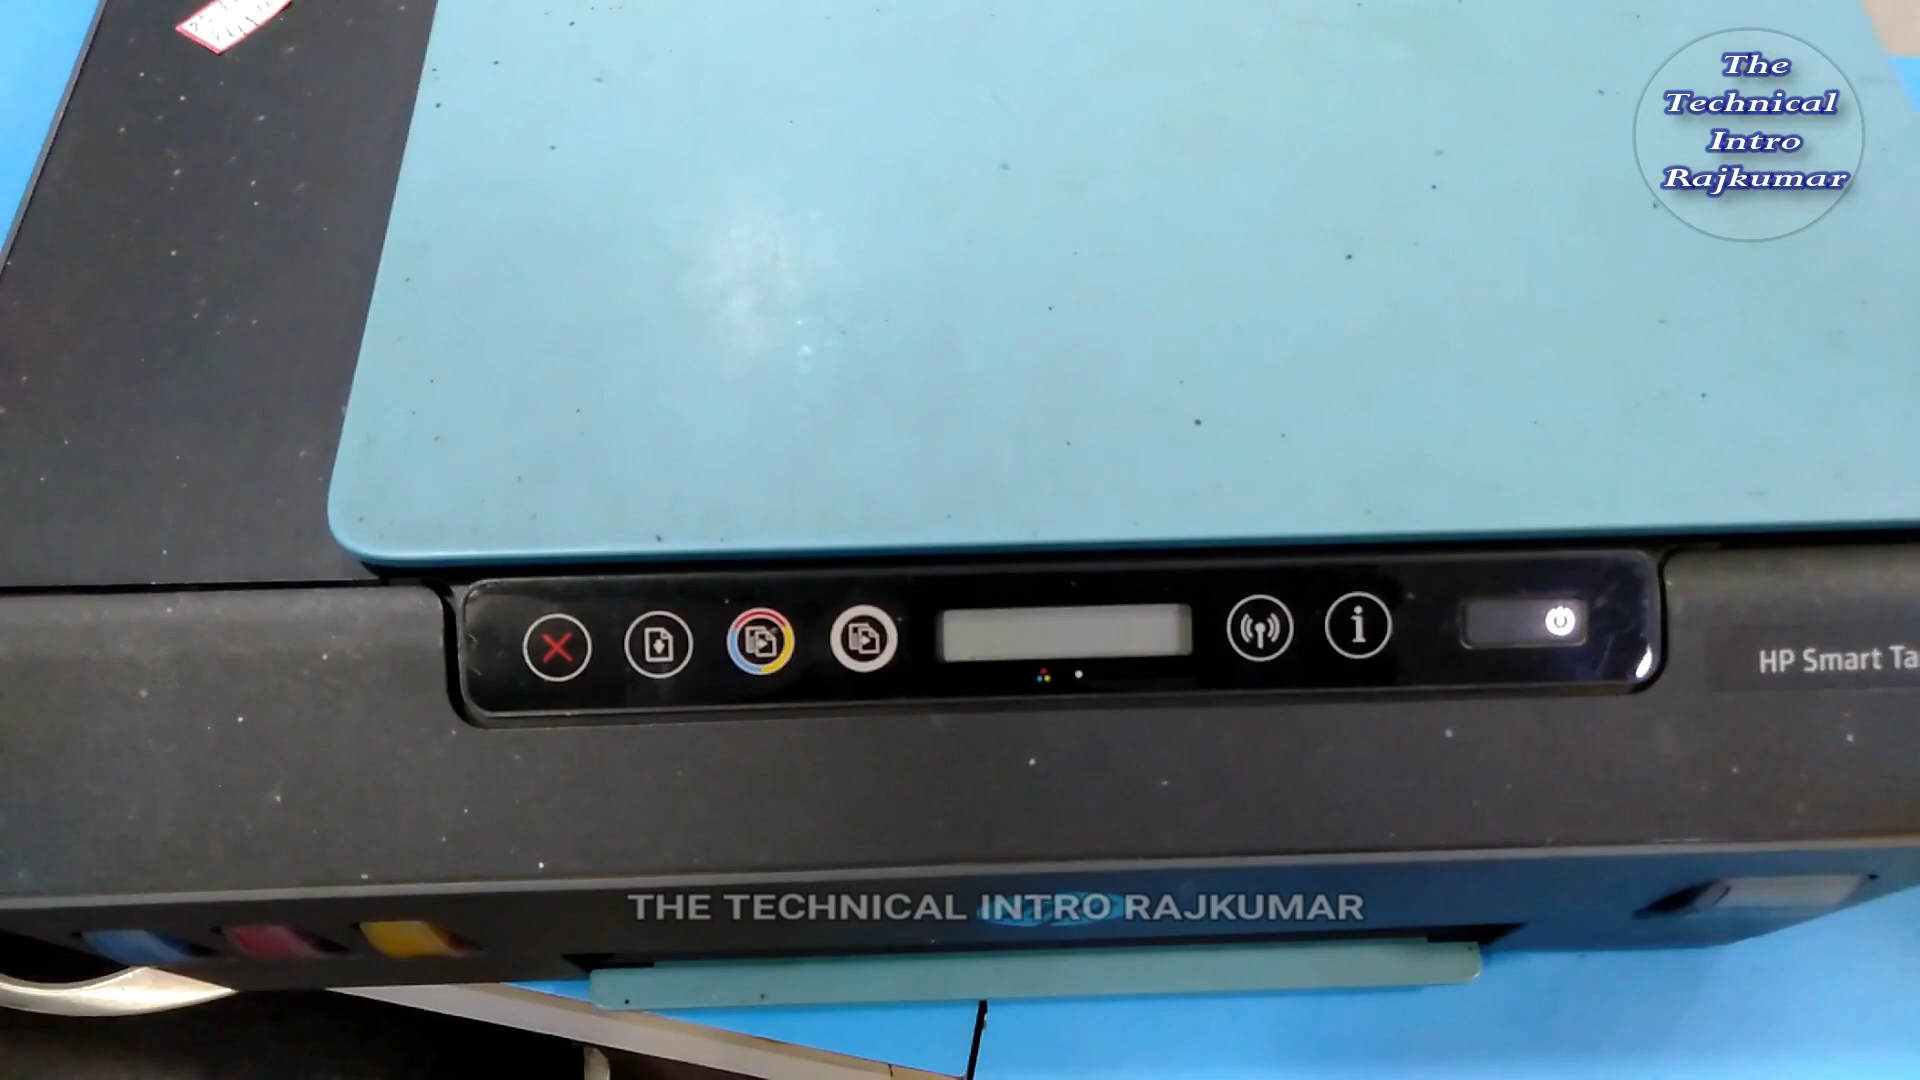 The
Technical
Intro
Rajkumar
HP Smart Ta
THE TECHNICAL INTRO RAJKUMAR